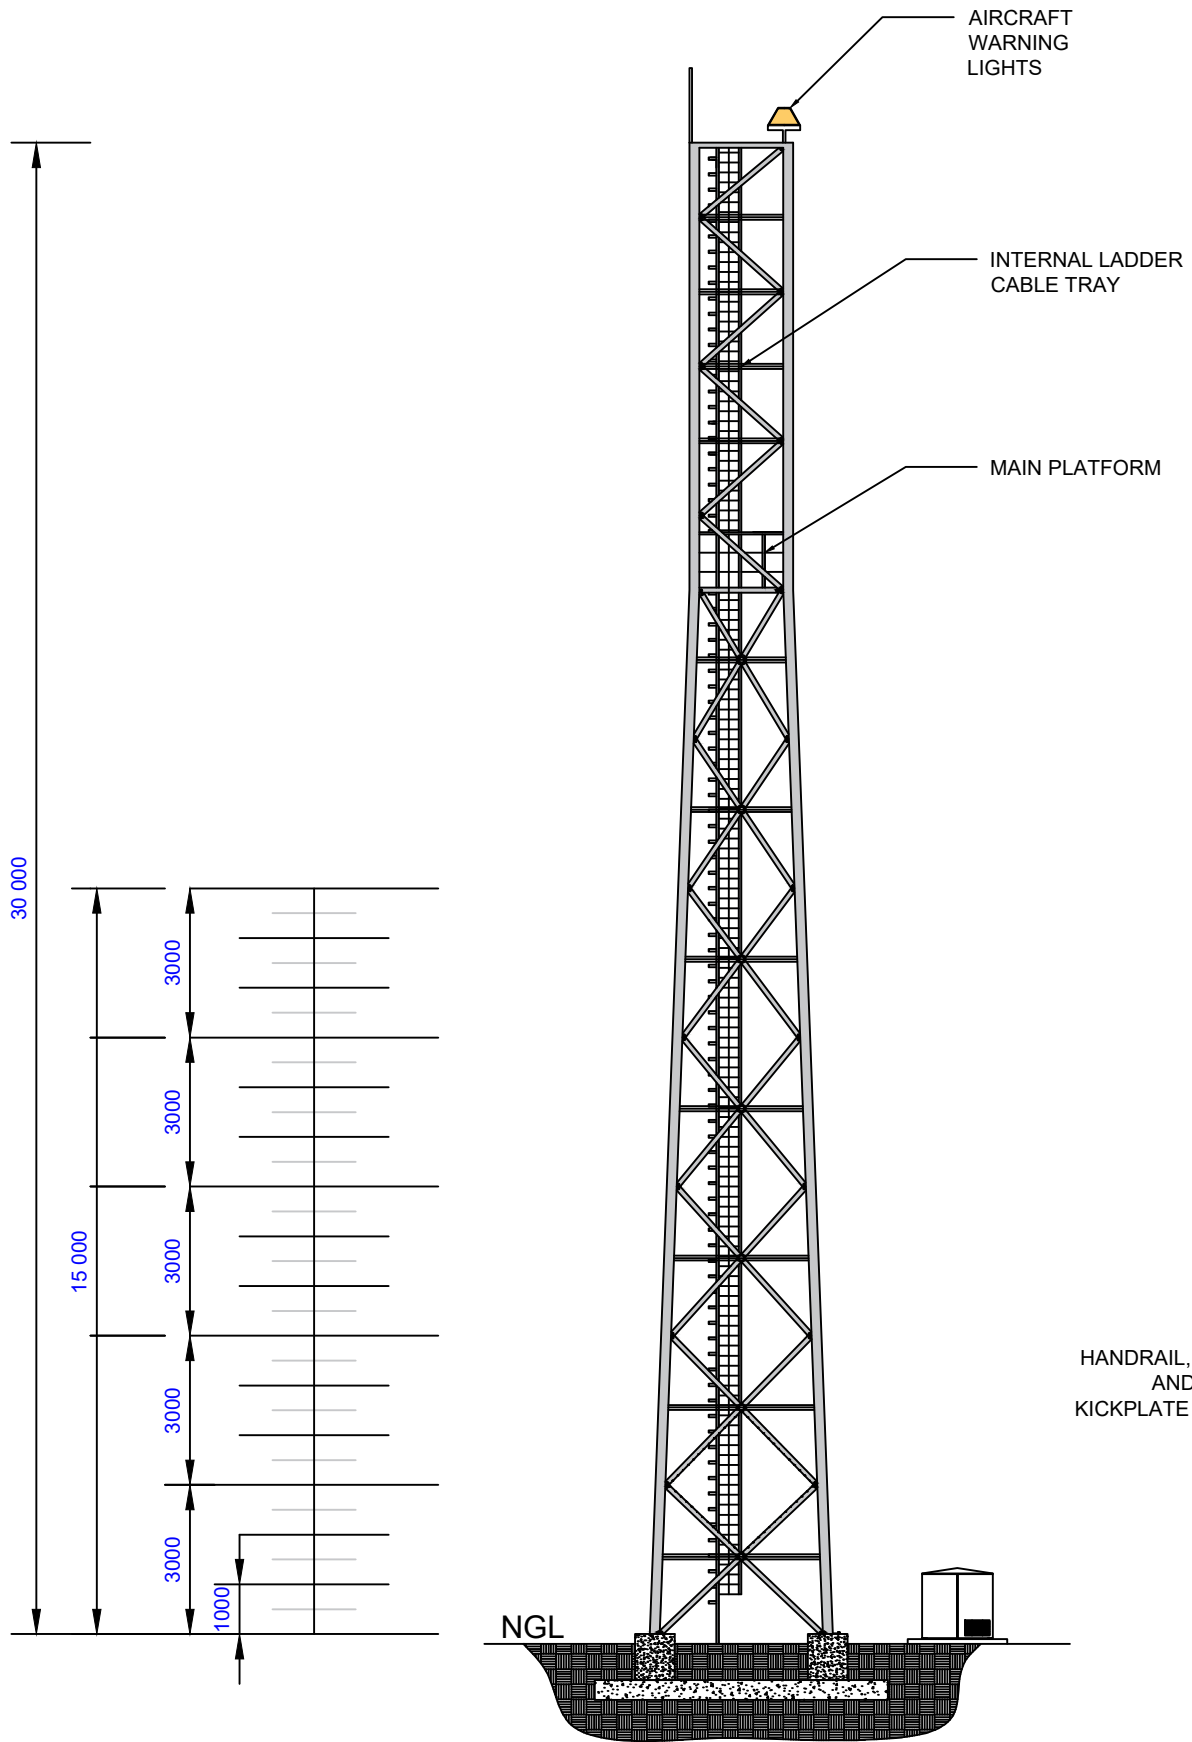 AIRCRAFT
WARNING
LIGHTS
INTERNAL LADDER
CABLE TRAY
MAIN PLATFORM
30 000
15 000
3000
3000
3000
3000
3000
1000
HANDRAIL,
AND
KICKPLATE
NGL